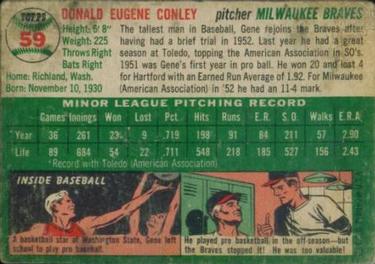 TOPPS
59
DONALD EUGENE CONLEY pitcher MILWAUKEE BRAVES
Height: 6'8"
Weight: 225
Throws Right
Bats Right
Home: Richland, Wash.
Born: November 10, 1930
The tallest man in Baseball, Gene rejoins the Braves after
having had a brief trial in 1952. Last year he had a great
season at Toledo, topping the American Association in SO's.
1951 was Gene's first year in pro ball. He won 20 and lost 4
for Hartford with an Earned Run Average of 1.92. For Milwaukee
(American Association) in '52 he had an 11-4 mark.
MINOR LEAGUE PITCHING RECORD
Games Innings Won Lost Pct. Hits Runs E.R. S.O. Walks E.R.A.
Year 36 261 23 9 .719 198 91 84 211 57 2.90
Life 89 684 54 22 .711 548 218 185 527 156 2.43
*Record with Toledo (American Association)
INSIDE BASEBALL
A basketball star at Washington State, Gene left
school to play pro baseball.
He played pro basketball in the off-season—but
the Braves stopped it! He was too valuable.